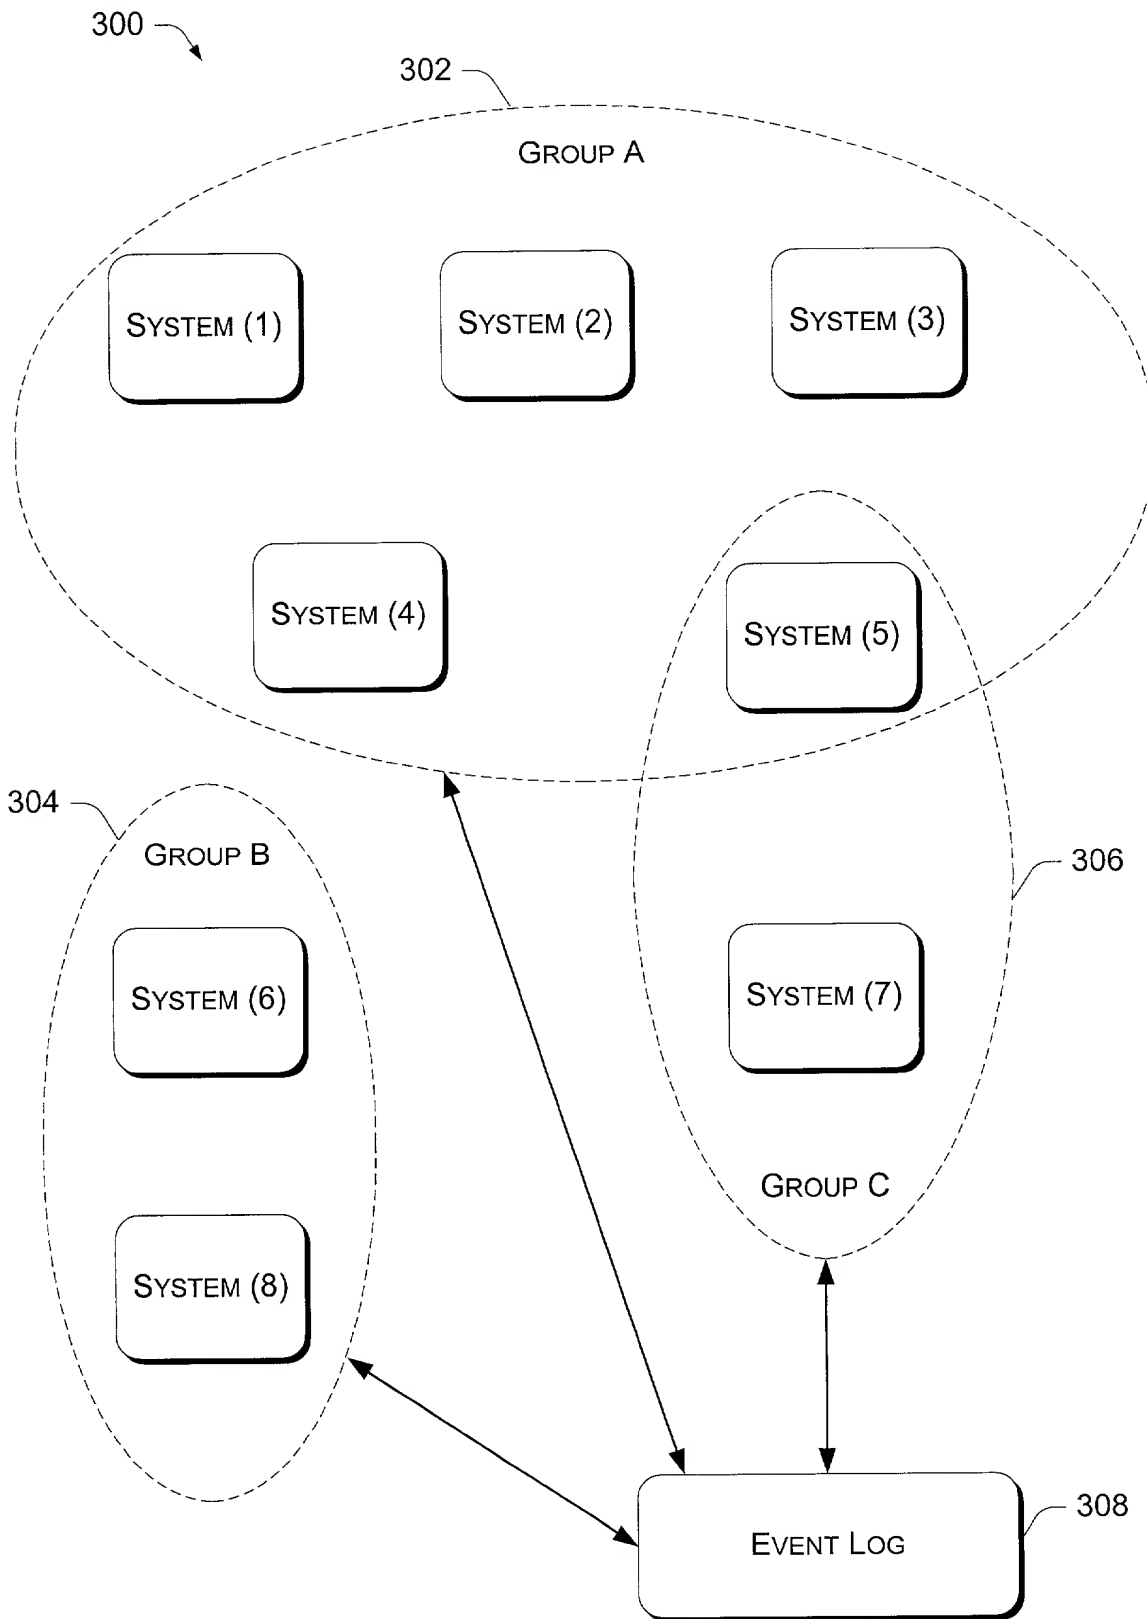 300
302
GROUP A
SYSTEM (1)
SYSTEM (2)
SYSTEM (3)
SYSTEM (4)
SYSTEM (5)
304
GROUP B
306
SYSTEM (6)
SYSTEM (7)
GROUP C
SYSTEM (8)
308
EVENT LOG